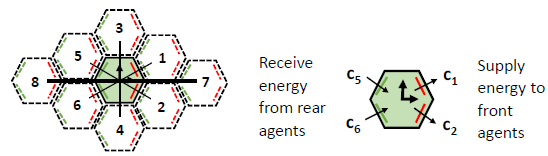 3
5
1
8
7
6
2
4
Receive
energy
from rear
agents
c5
c1
c6
c2
Supply
energy to
front
agents